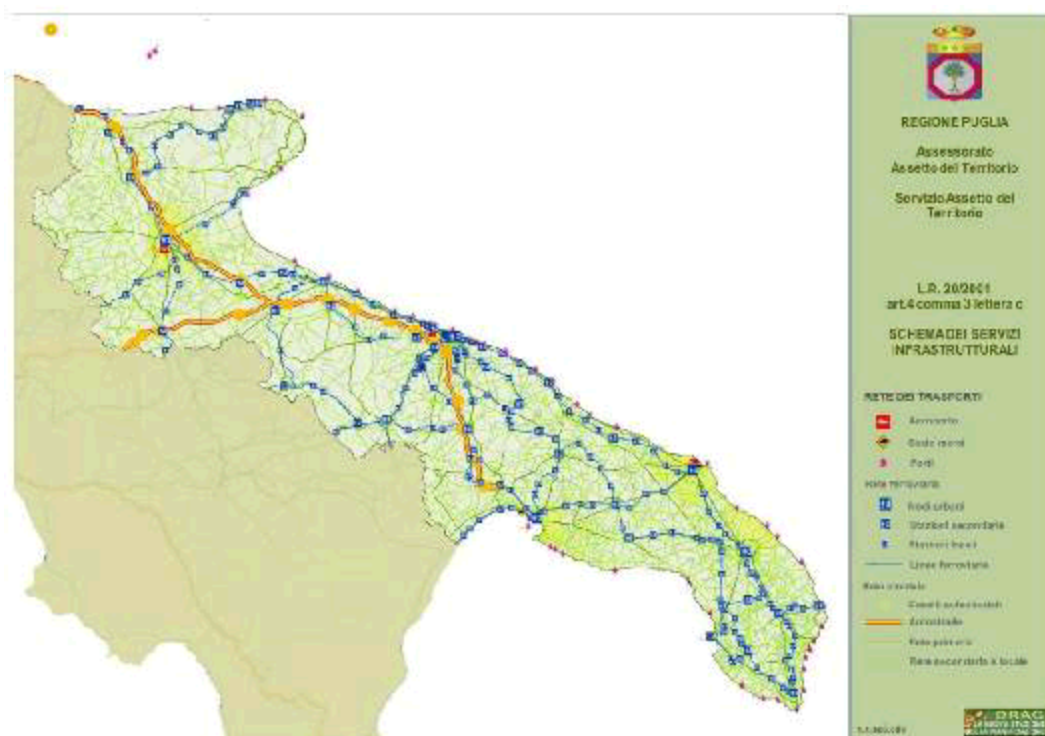 REGIONE PUGLIA
Assessorato
Assetto del Territorio
Servizio Assetto del
Territorio
L.R. 20/2001
art.4 comma 3 lettera c
SCHEMA DEI SERVIZI
INFRASTRUTTURALI
RETE DEI TRASPORTI
Aeroporto
Porti
Rete ferroviaria
Nodi urbani
Stazioni secondarie
Linee ferroviarie
Autostrade
Rete primaria
Rete secondaria e locale
DRAG